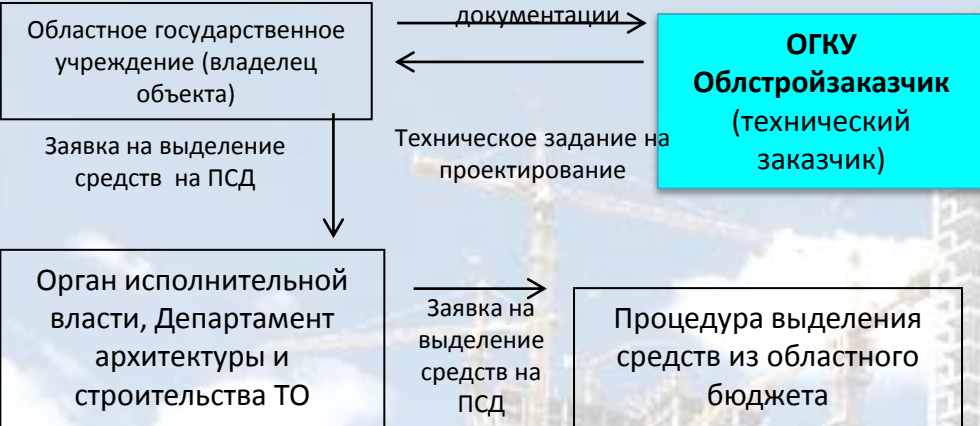 документации
Областное государственное
учреждение (владелец
объекта)
ОГКУ
Облстройзаказчик
(технический
заказчик)
Заявка на выделение
средств на ПСД
Техническое задание на
проектирование
Орган исполнительной
власти, Департамент
архитектуры и
строительства ТО
Заявка на
выделение
средств на
ПСД
Процедура выделения
средств из областного
бюджета